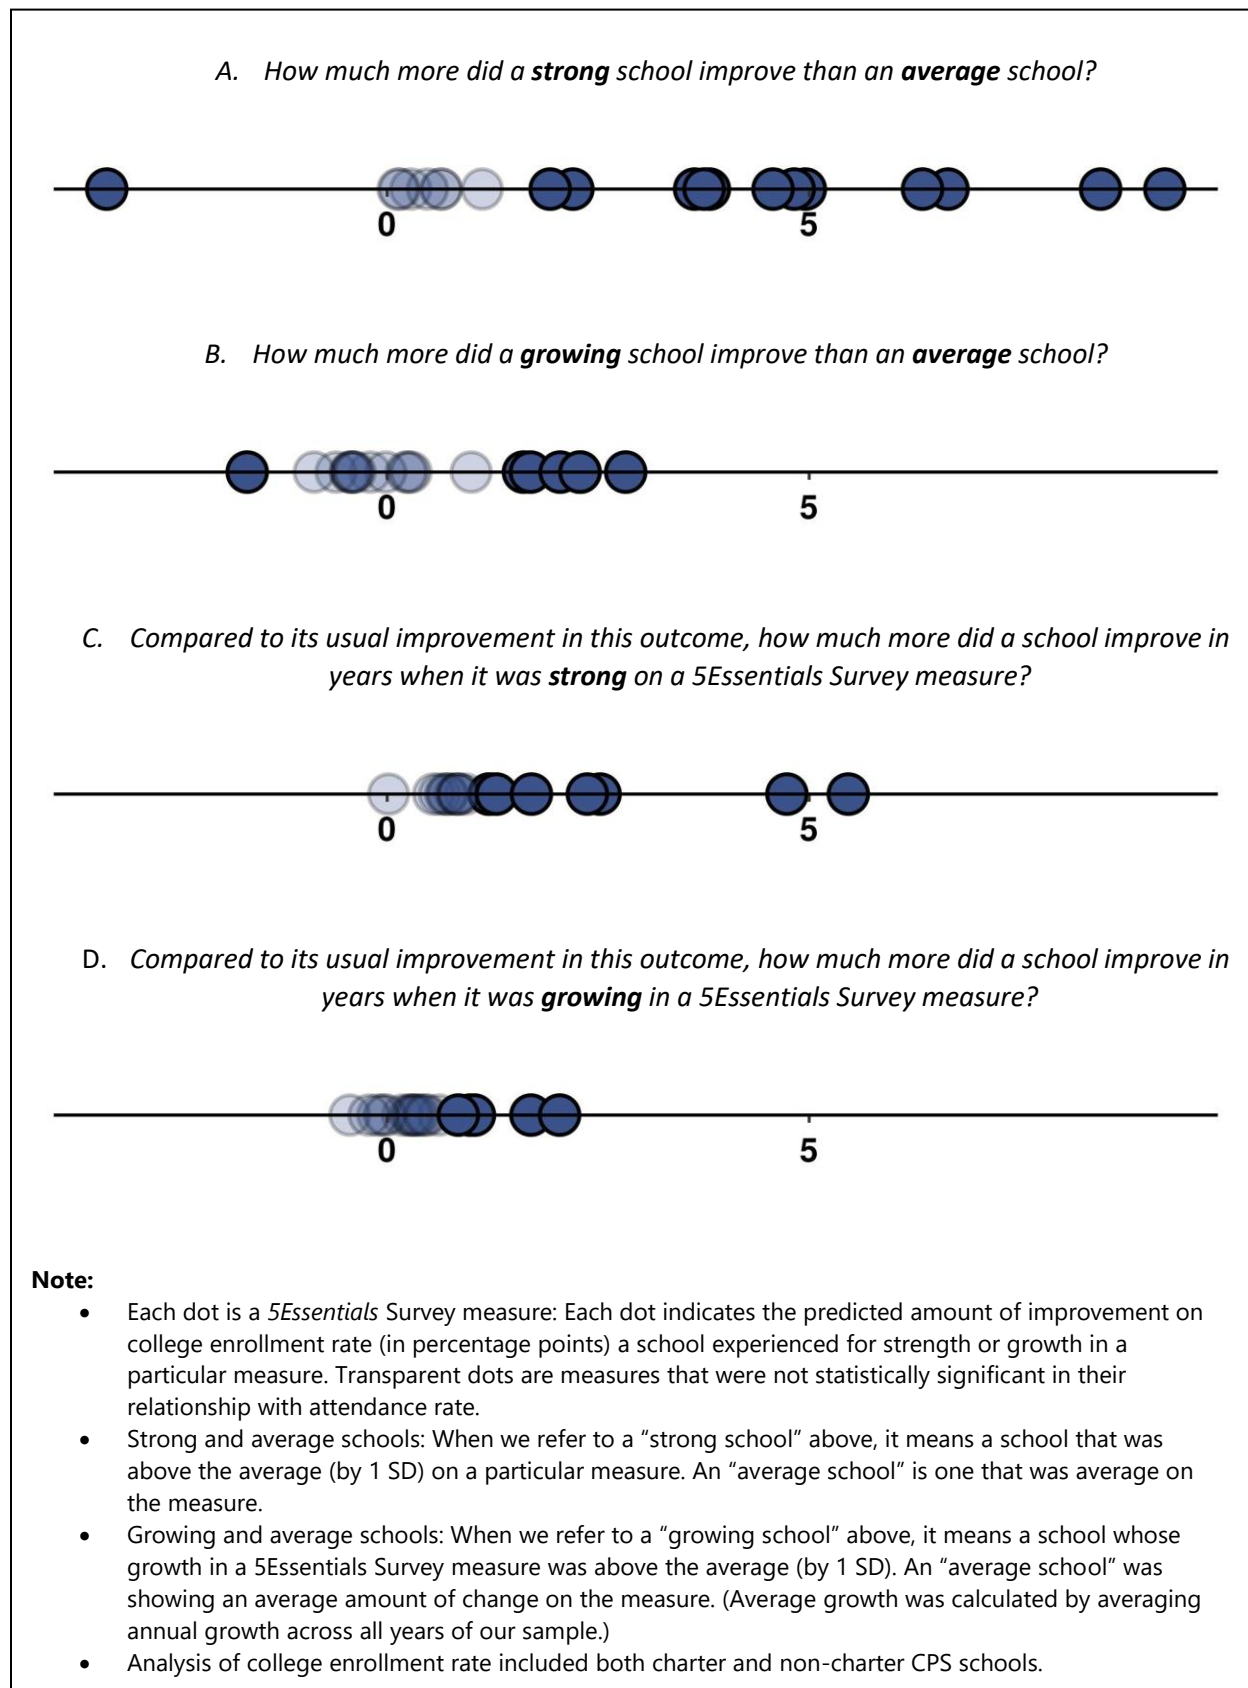 A. How much more did a strong school improve than an average school?
0 5
B. How much more did a growing school improve than an average school?
0 5
C. Compared to its usual improvement in this outcome, how much more did a school improve in
years when it was strong on a 5Essentials Survey measure?
0 5
D. Compared to its usual improvement in this outcome, how much more did a school improve in
years when it was growing in a 5Essentials Survey measure?
0 5
Note:
• Each dot is a 5Essentials Survey measure: Each dot indicates the predicted amount of improvement on
college enrollment rate (in percentage points) a school experienced for strength or growth in a
particular measure. Transparent dots are measures that were not statistically significant in their
relationship with attendance rate.
• Strong and average schools: When we refer to a “strong school” above, it means a school that was
above the average (by 1 SD) on a particular measure. An “average school” is one that was average on
the measure.
• Growing and average schools: When we refer to a “growing school” above, it means a school whose
growth in a 5Essentials Survey measure was above the average (by 1 SD). An “average school” was
showing an average amount of change on the measure. (Average growth was calculated by averaging
annual growth across all years of our sample.)
• Analysis of college enrollment rate included both charter and non-charter CPS schools.